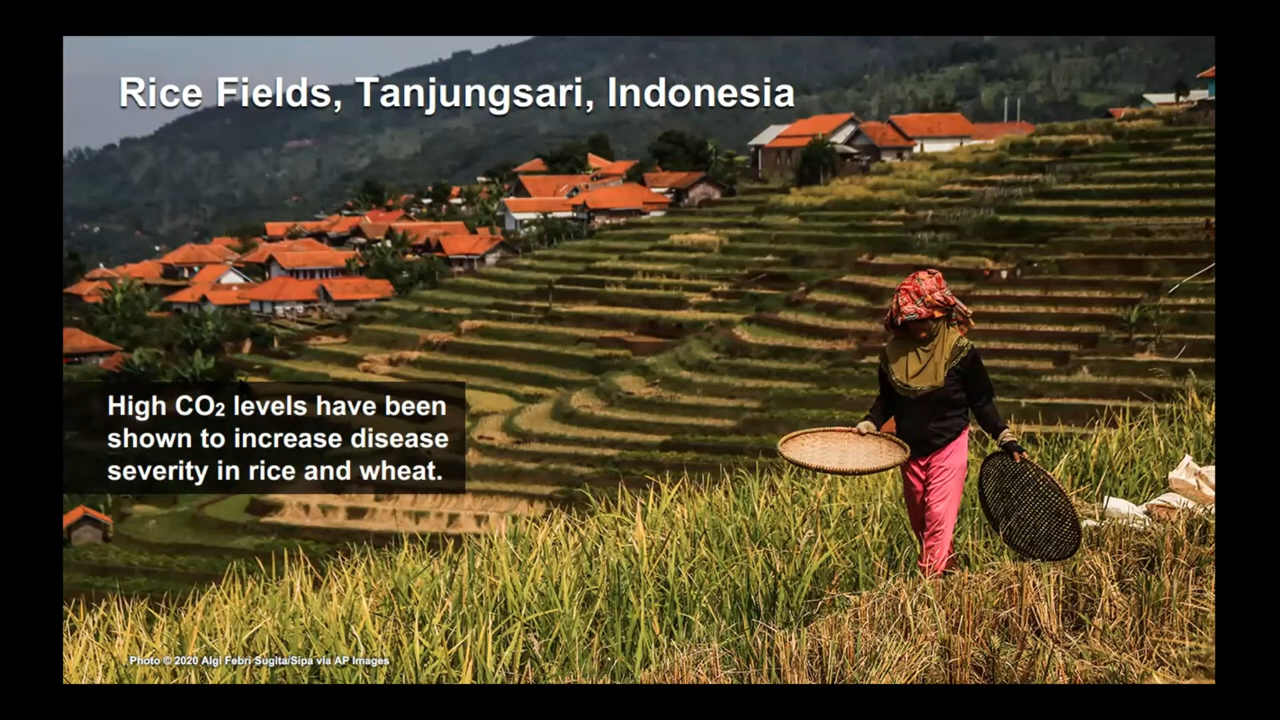 Rice Fields, Tanjungsari, Indonesia
High CO₂ levels have been
shown to increase disease
severity in rice and wheat.
Photo © 2020 Algi Febri Sugita/Sipa via AP Images